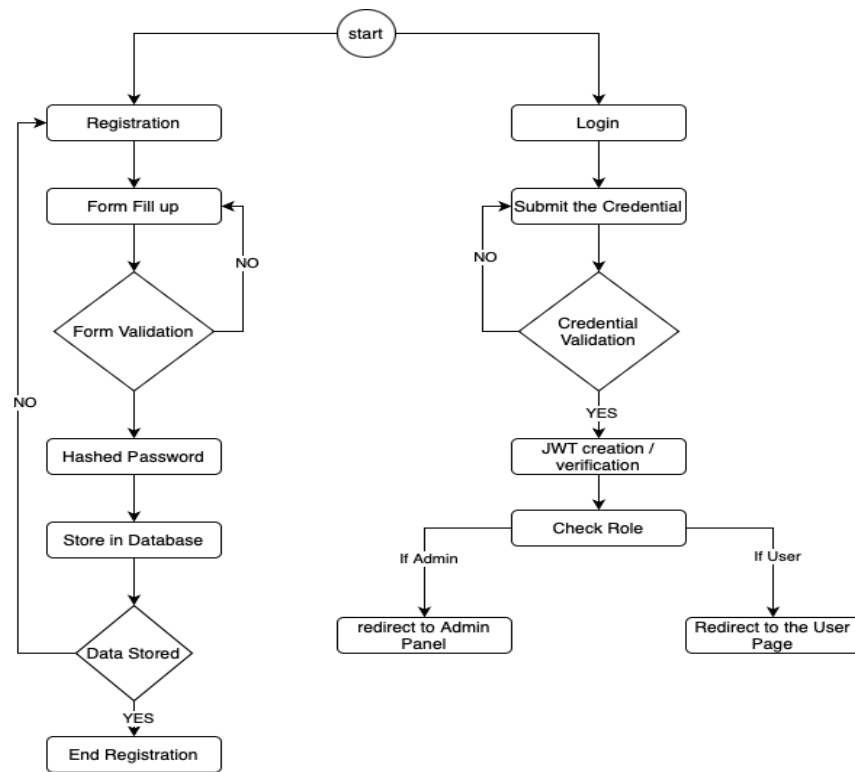 start
Registration
Form Fill up
NO
Form Validation
NO
Hashed Password
Store in Database
Data Stored
YES
End Registration
Login
Submit the Credential
NO
Credential
Validation
YES
JWT creation /
verification
Check Role
If Admin
If User
redirect to Admin
Panel
Redirect to the User
Page